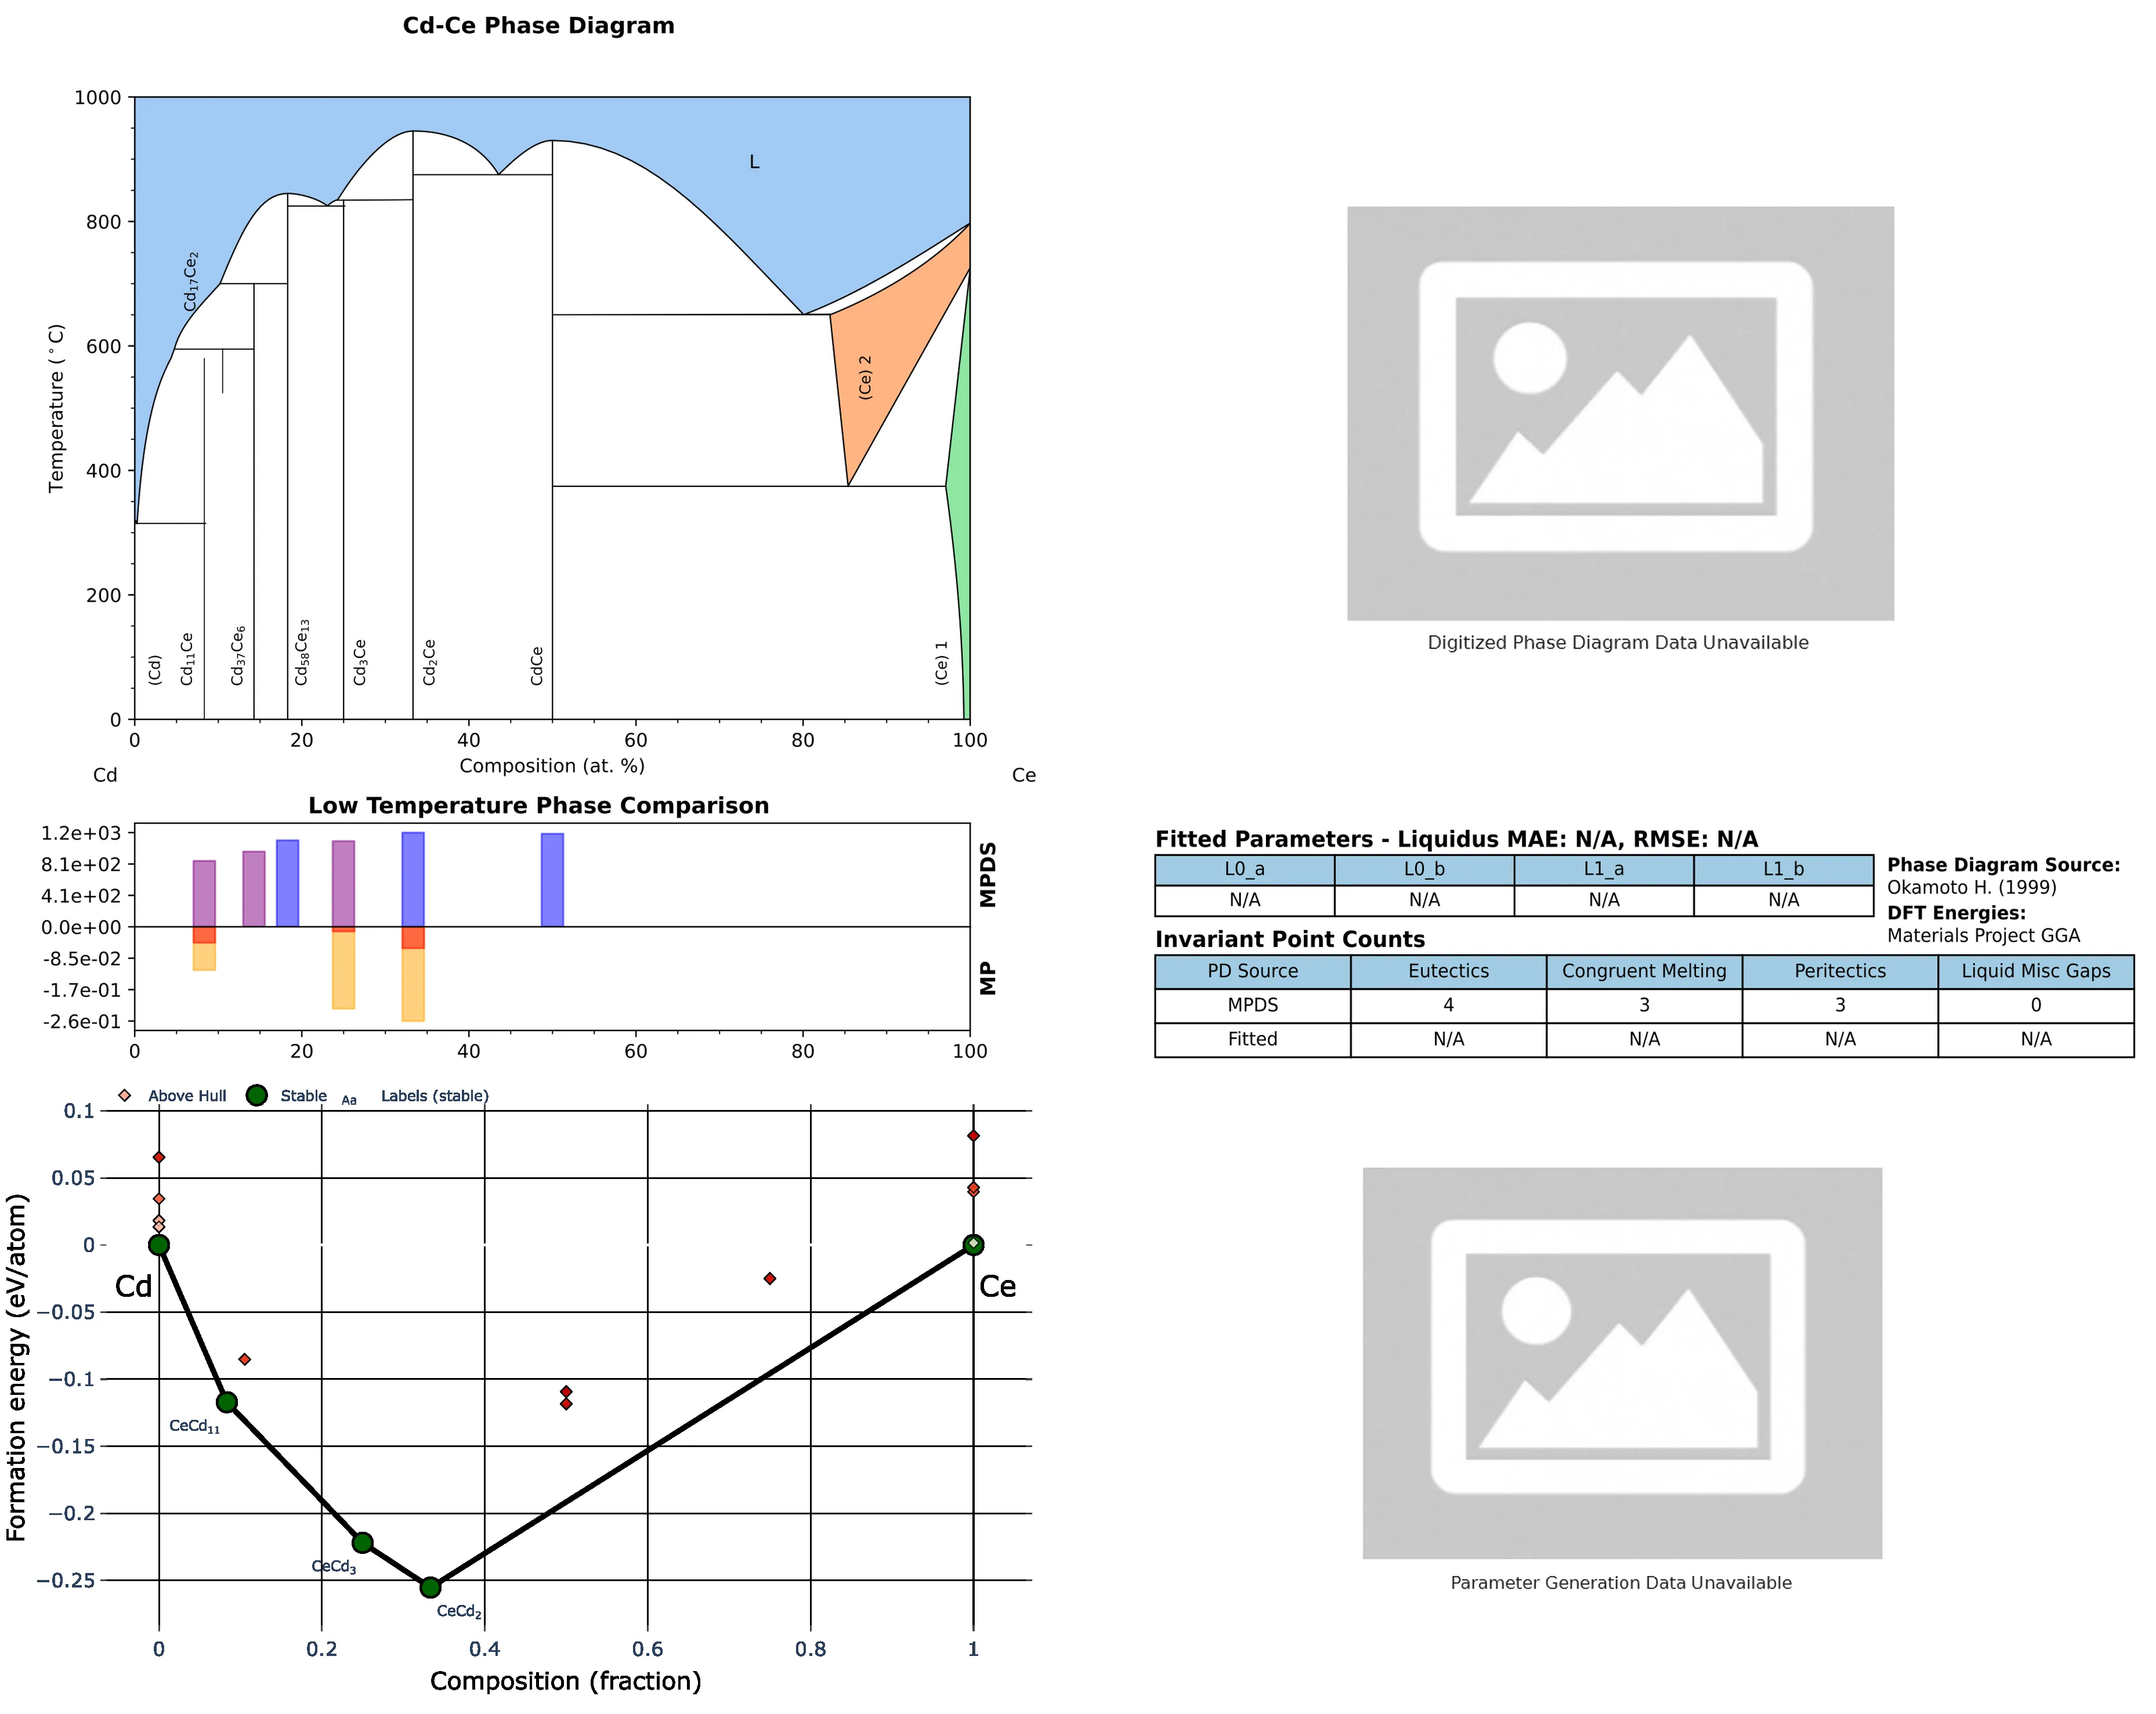 Cd-Ce Phase Diagram
1000
800
600
400
200
0
Temperature (°C)
L
Cd₁₇Ce₂
(Ce) 2
(Cd)
Cd₁₁Ce
Cd₃₇Ce₆
Cd₅₈Ce₁₃
Cd₃Ce
Cd₂Ce
CdCe
(Ce) 1
0 20 40 60 80 100
Composition (at. %)
Cd Ce
Digitized Phase Diagram Data Unavailable
Low Temperature Phase Comparison
1.2e+03
8.1e+02
4.1e+02
0.0e+00
-8.5e-02
-1.7e-01
-2.6e-01
MPDS
MP
0 20 40 60 80 100
Fitted Parameters - Liquidus MAE: N/A, RMSE: N/A
L0_a L0_b L1_a L1_b
N/A N/A N/A N/A
Phase Diagram Source:
Okamoto H. (1999)
DFT Energies:
Materials Project GGA
Invariant Point Counts
PD Source Eutectics Congruent Melting Peritectics Liquid Misc Gaps
MPDS 4 3 3 0
Fitted N/A N/A N/A N/A
Above Hull Stable Aa Labels (stable)
0.1
0.05
0
−0.05
−0.1
−0.15
−0.2
−0.25
Formation energy (eV/atom)
Cd
Ce
CeCd₁₁
CeCd₃
CeCd₂
0 0.2 0.4 0.6 0.8 1
Composition (fraction)
Parameter Generation Data Unavailable